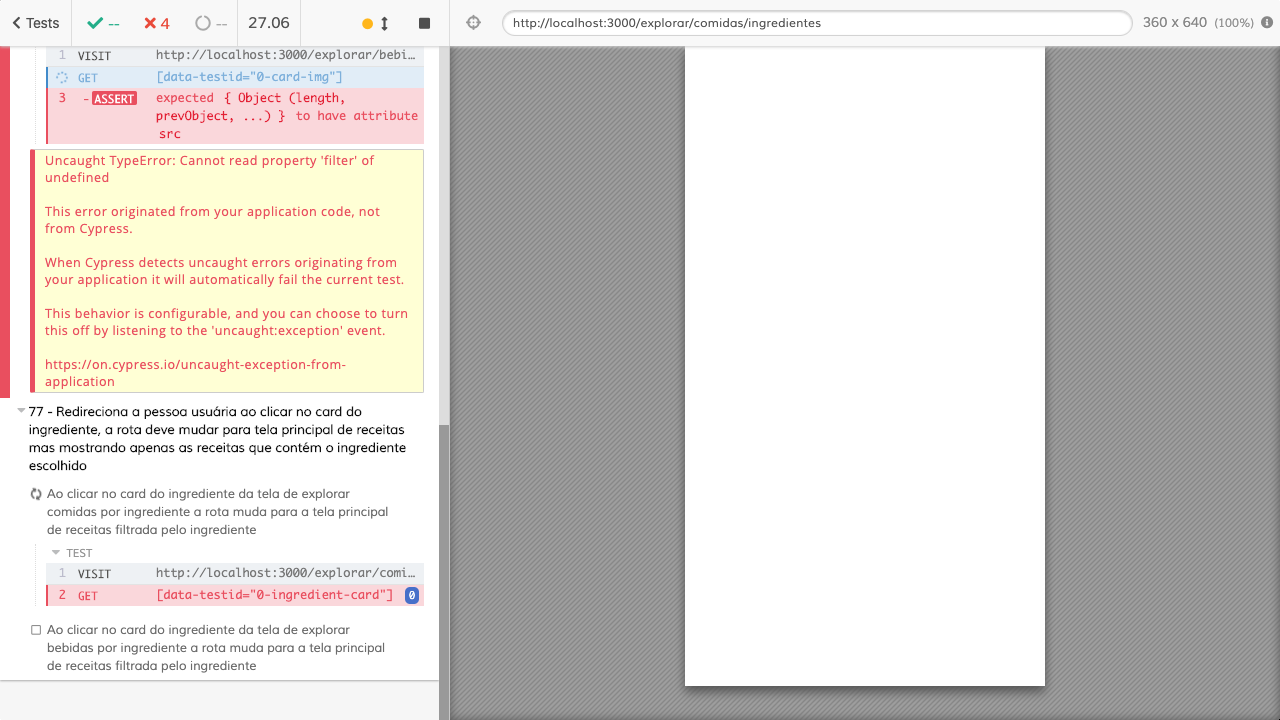 Tests -- 4 -- 27.06 http://localhost:3000/explorar/comidas/ingredientes 360 x 640 (100%)
1 VISIT http://localhost:3000/explorar/bebi...
GET [data-testid="0-card-img"]
3 -ASSERT expected { Object (length,
prevObject, ...) } to have attribute
src
Uncaught TypeError: Cannot read property 'filter' of
undefined
This error originated from your application code, not
from Cypress.
When Cypress detects uncaught errors originating from
your application it will automatically fail the current test.
This behavior is configurable, and you can choose to turn
this off by listening to the 'uncaught:exception' event.
https://on.cypress.io/uncaught-exception-from-
application
77 - Redireciona a pessoa usuária ao clicar no card do
ingrediente, a rota deve mudar para tela principal de receitas
mas mostrando apenas as receitas que contém o ingrediente
escolhido
Ao clicar no card do ingrediente da tela de explorar
comidas por ingrediente a rota muda para a tela principal
de receitas filtrada pelo ingrediente
TEST
1 VISIT http://localhost:3000/explorar/comi...
2 GET [data-testid="0-ingredient-card"] 0
Ao clicar no card do ingrediente da tela de explorar
bebidas por ingrediente a rota muda para a tela principal
de receitas filtrada pelo ingrediente